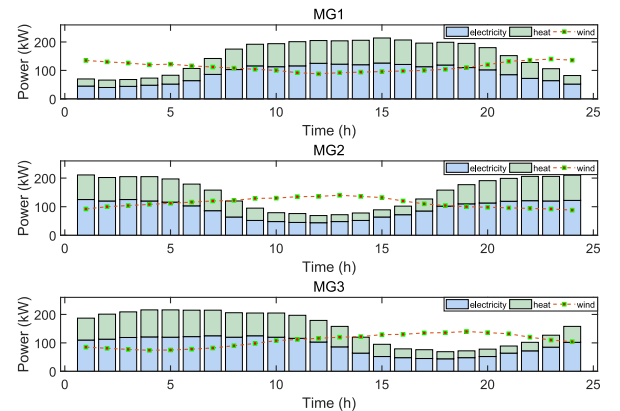 MG1
electricity heat wind
Power (kW)
200
100
0
0 5 10 15 20 25
Time (h)
MG2
electricity heat wind
Power (kW)
200
100
0
0 5 10 15 20 25
Time (h)
MG3
electricity heat wind
Power (kW)
200
100
0
0 5 10 15 20 25
Time (h)